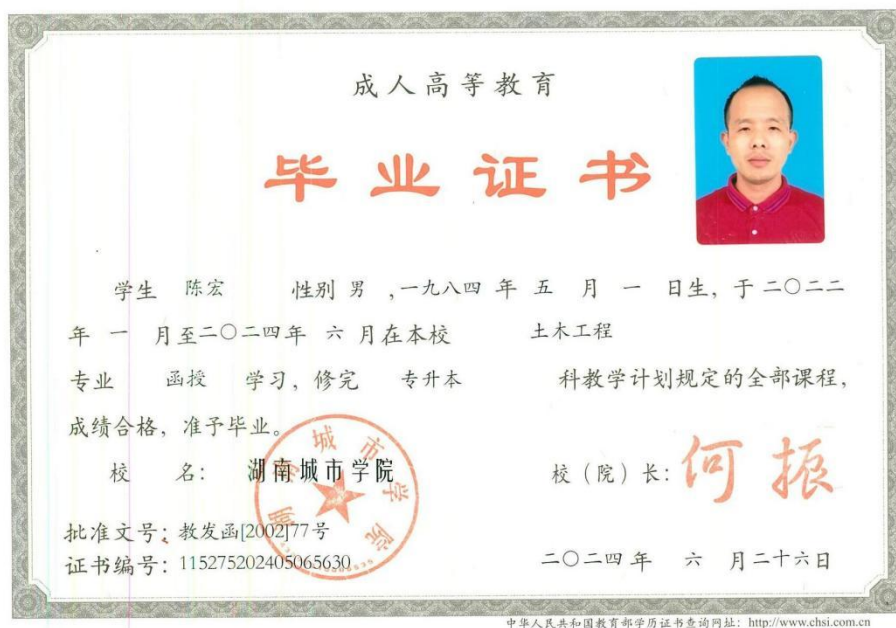 成人高等教育
毕业证书
学生 陈宏 性别 男 ,一九八四 年 五 月 一 日生,于 二〇二二
年 一 月至二〇二四年 六 月在本校 土木工程
专业 函授 学习,修完 专升本 科教学计划规定的全部课程,
成绩合格,准予毕业。
校 名: 湖南城市学院 校(院)长: 何振
湖南城市学院
批准文号: 教发函[2002]77号
证书编号: 115275202405065630 二〇二四 年 六 月二十六日
中华人民共和国教育部学历证书查询网址: http://www.chsi.com.cn